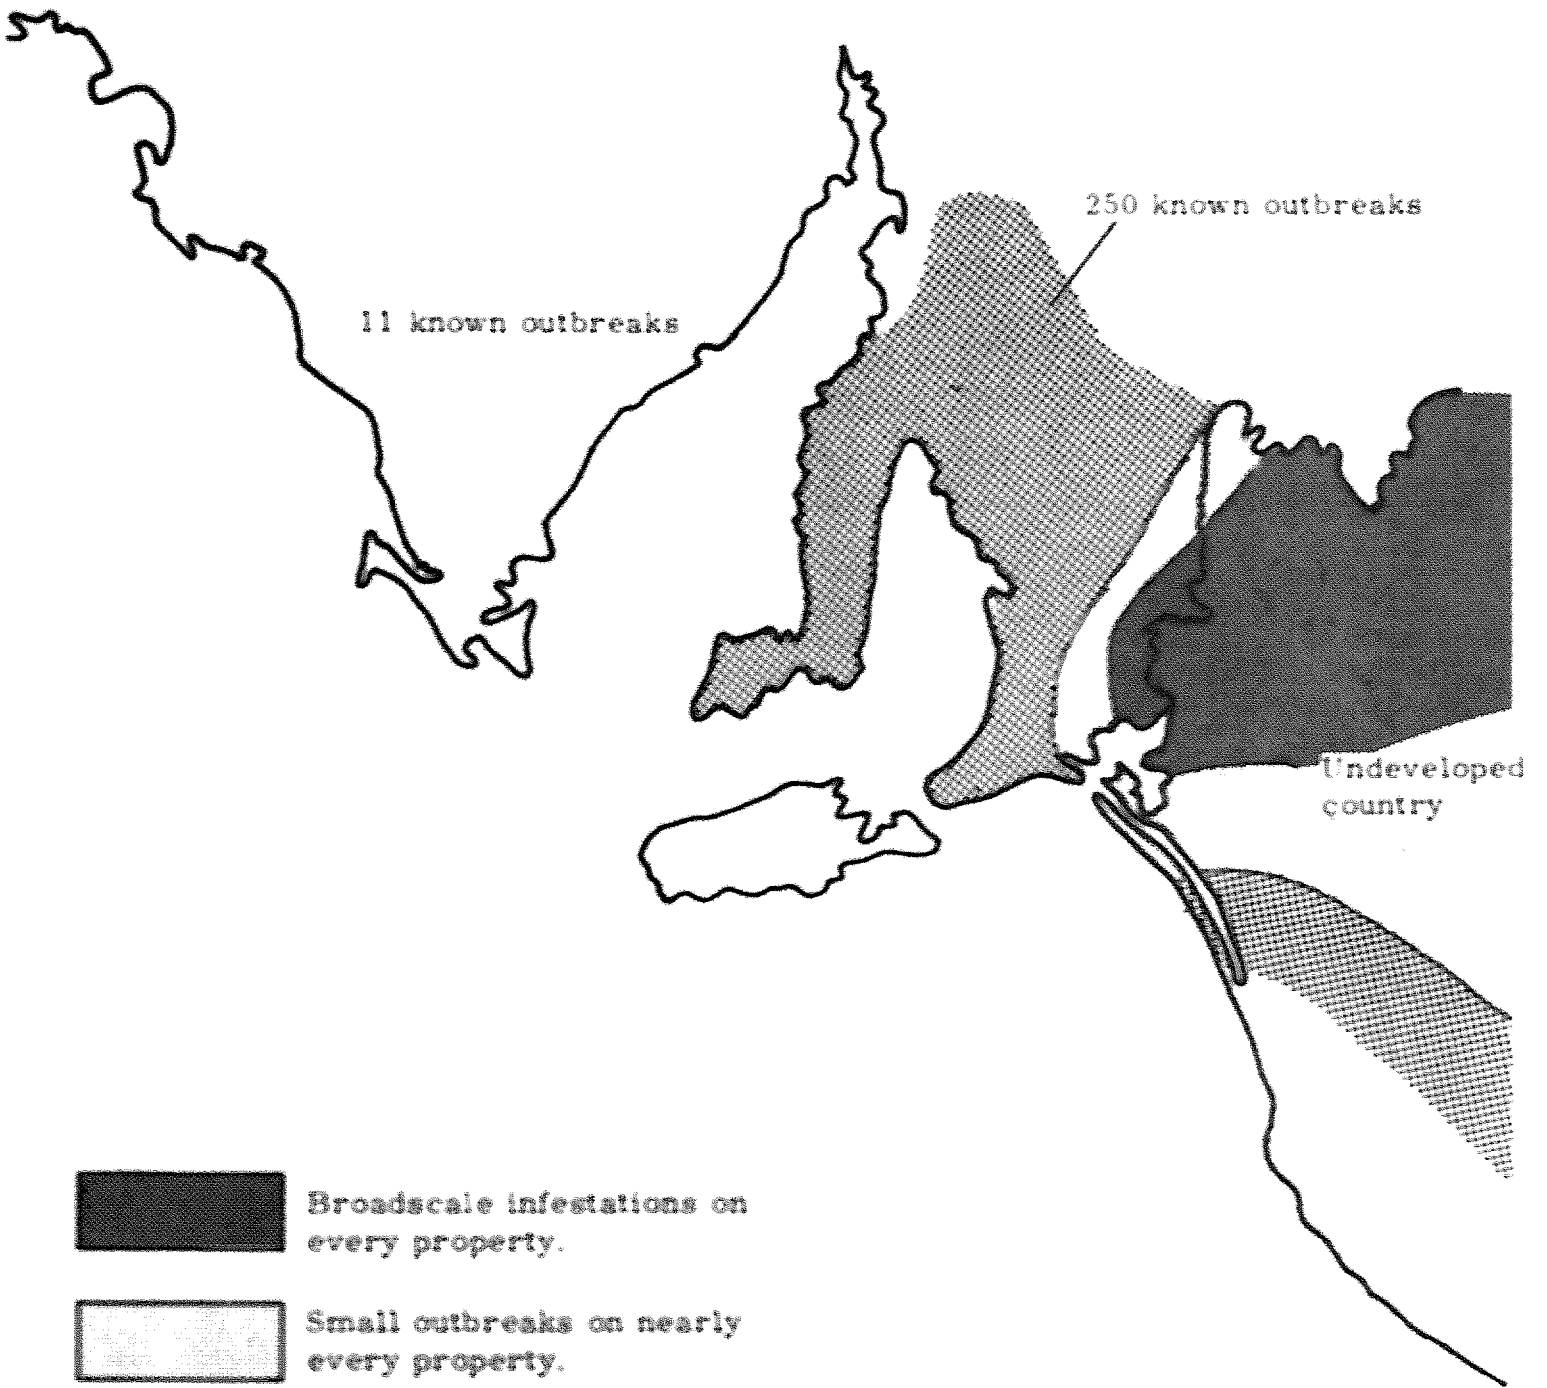 250 known outbreaks
11 known outbreaks
Undeveloped
country
Broadscale infestations on
every property.
Small outbreaks on nearly
every property.